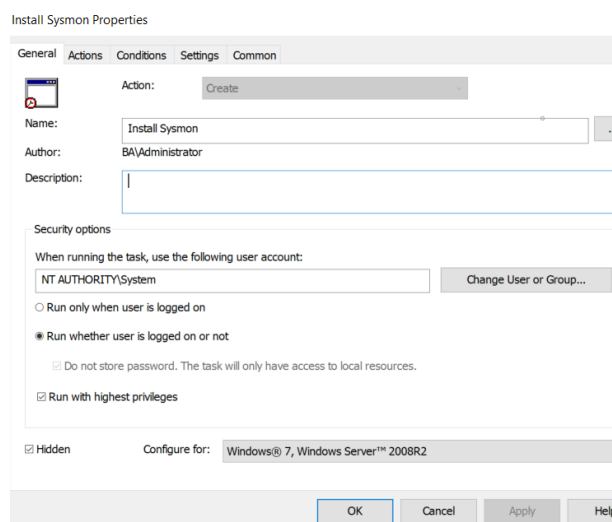 Install Sysmon Properties
General Actions Conditions Settings Common
Action: Create
Name: Install Sysmon
Author: BA\Administrator
Description:
Security options
When running the task, use the following user account:
NT AUTHORITY\System Change User or Group...
Run only when user is logged on
Run whether user is logged on or not
Do not store password. The task will only have access to local resources.
Run with highest privileges
Hidden Configure for: Windows® 7, Windows Server™ 2008R2
OK Cancel Apply Help